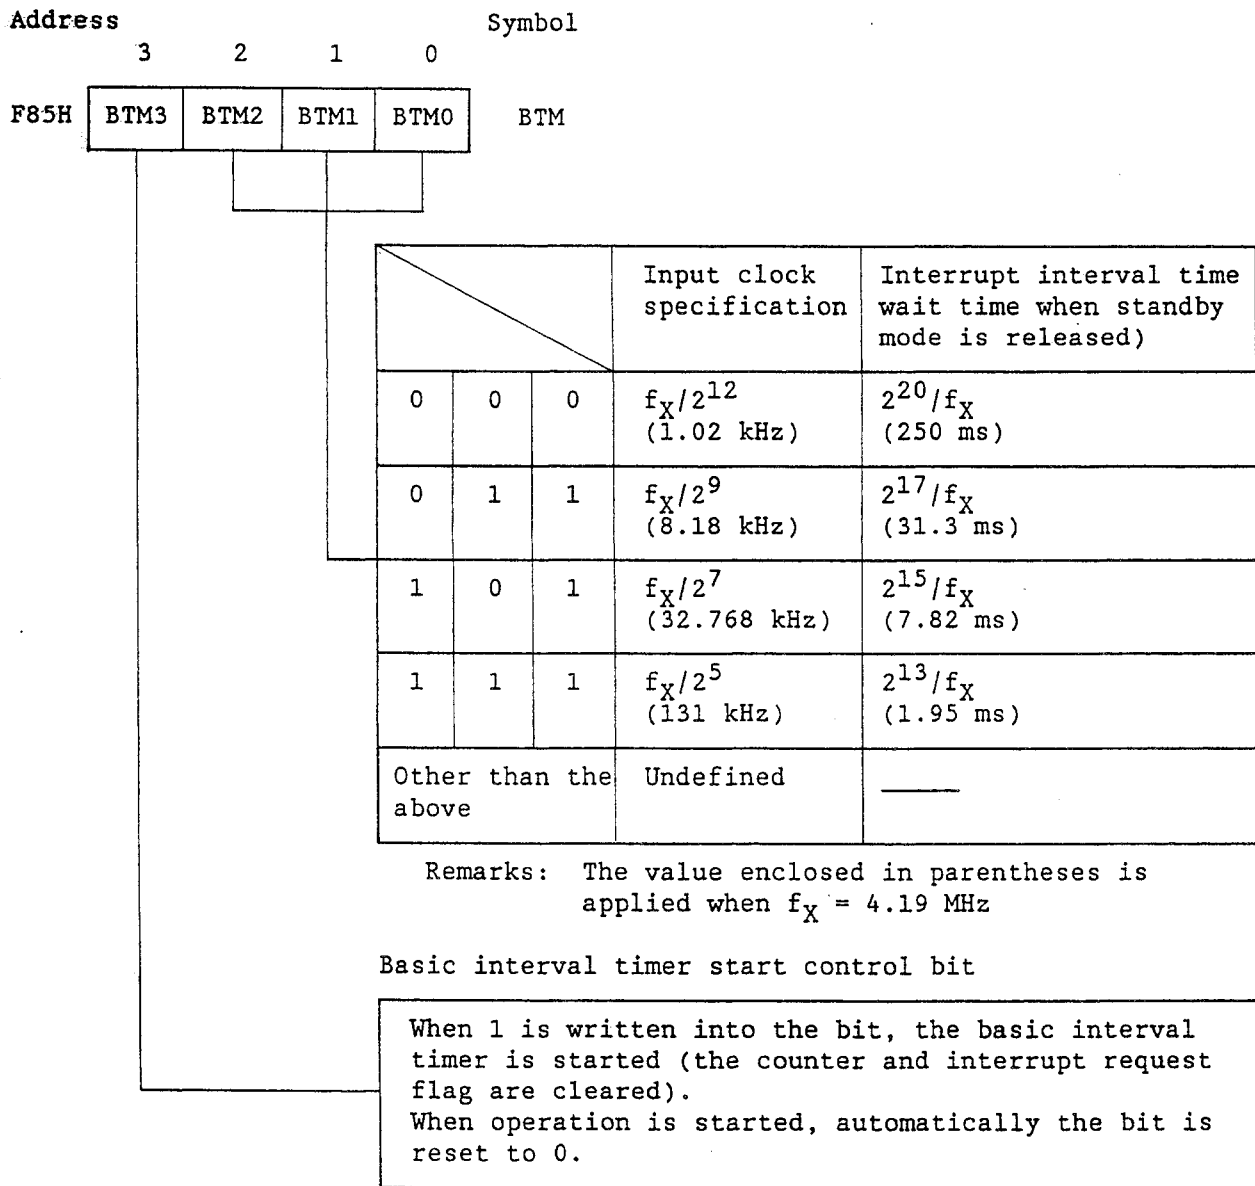 Address Symbol
3 2 1 0
F85H BTM3 BTM2 BTM1 BTM0 BTM
Input clock specification Interrupt interval time wait time when standby mode is released)
0 0 0 fX/2^12 (1.02 kHz) 2^20/fX (250 ms)
0 1 1 fX/2^9 (8.18 kHz) 2^17/fX (31.3 ms)
1 0 1 fX/2^7 (32.768 kHz) 2^15/fX (7.82 ms)
1 1 1 fX/2^5 (131 kHz) 2^13/fX (1.95 ms)
Other than the above Undefined ——
Remarks: The value enclosed in parentheses is
applied when fX = 4.19 MHz
Basic interval timer start control bit
When 1 is written into the bit, the basic interval
timer is started (the counter and interrupt request
flag are cleared).
When operation is started, automatically the bit is
reset to 0.